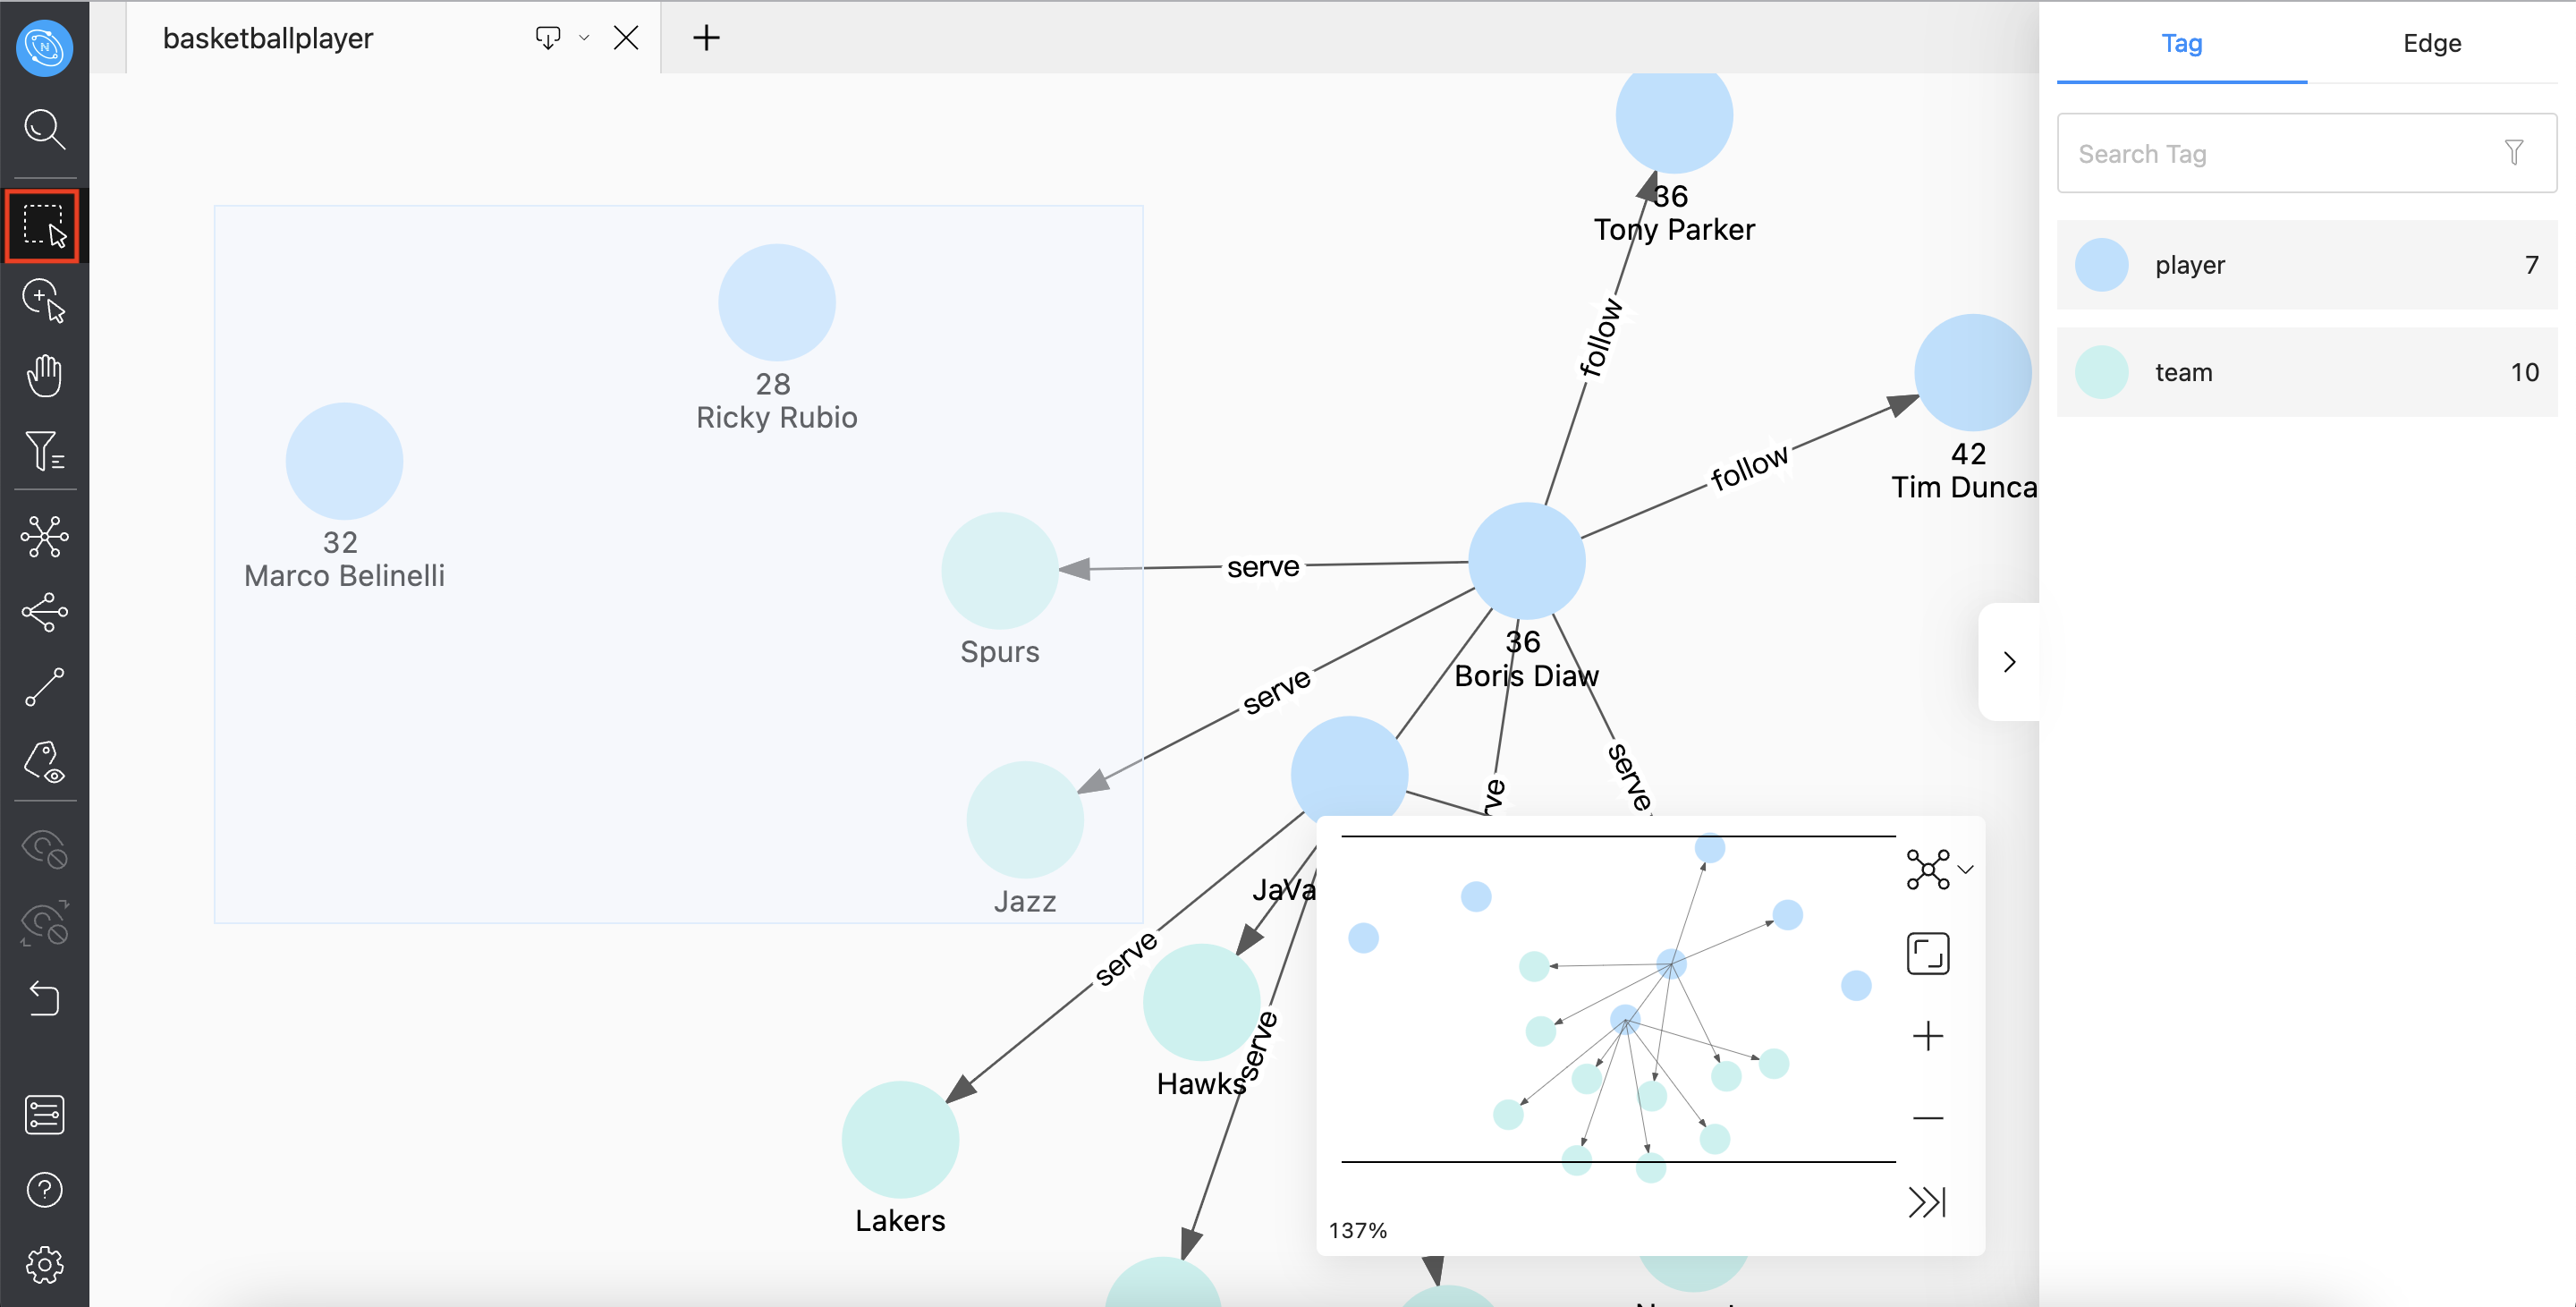 basketballplayer
Tag
Edge
Search Tag
player
7
team
10
36
Tony Parker
follow
28
Ricky Rubio
follow
42
Tim Dunca
32
Marco Belinelli
serve
Spurs
36
Boris Diaw
serve
serve
Jazz
JaVa
serve
Hawks
serve
Lakers
137%